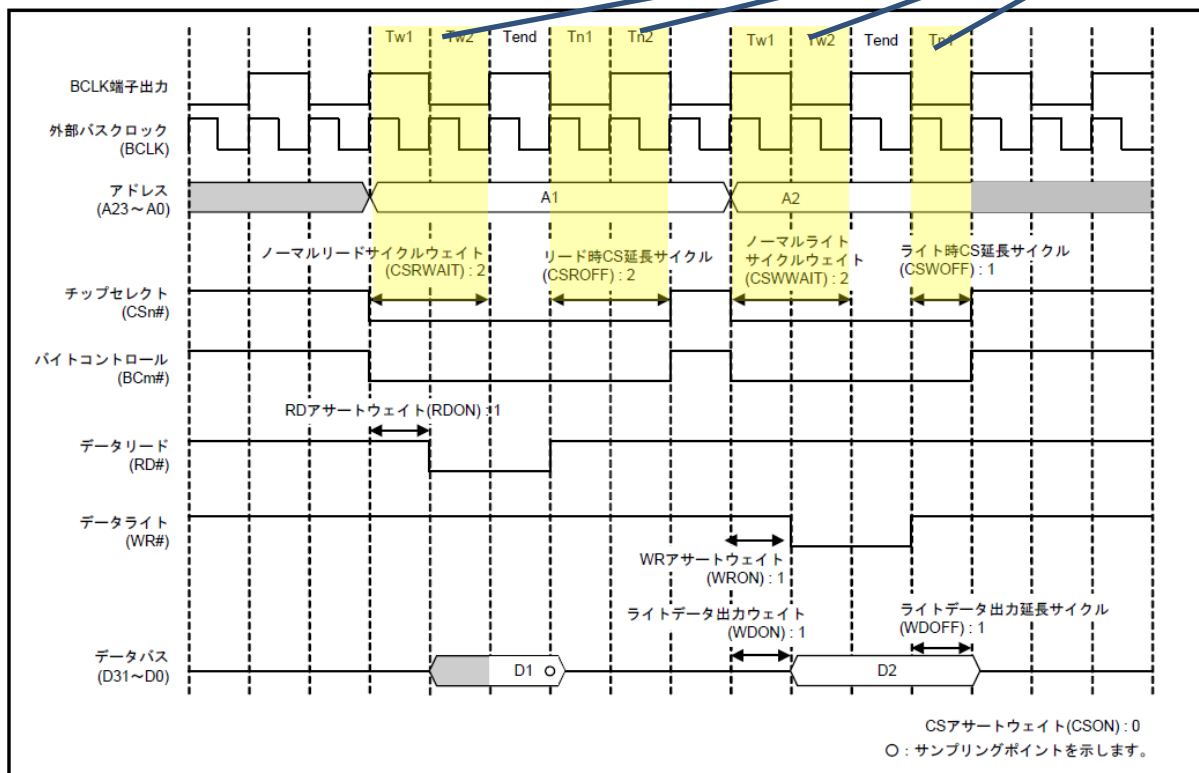 Tw1 Tw2 Tend Tn1 Tn2 Tw1 Tw2 Tend Tn1
BCLK端子出力
外部バスクロック
(BCLK)
アドレス
(A23～A0)
A1
A2
ノーマルリードサイクルウェイト
(CSRWAIT) : 2
リード時CS延長サイクル
(CSROFF) : 2
ノーマルライト
サイクルウェイト
(CSWWAIT) : 2
ライト時CS延長サイクル
(CSWOFF) : 1
チップセレクト
(CSn#)
バイトコントロール
(BCm#)
RDアサートウェイト(RDON) : 1
データリード
(RD#)
データライト
(WR#)
WRアサートウェイト
(WRON) : 1
ライトデータ出力ウェイト
(WDON) : 1
ライトデータ出力延長サイクル
(WDOFF) : 1
データバス
(D31～D0)
D1
D2
CSアサートウェイト(CSON) : 0
○ : サンプリングポイントを示します。